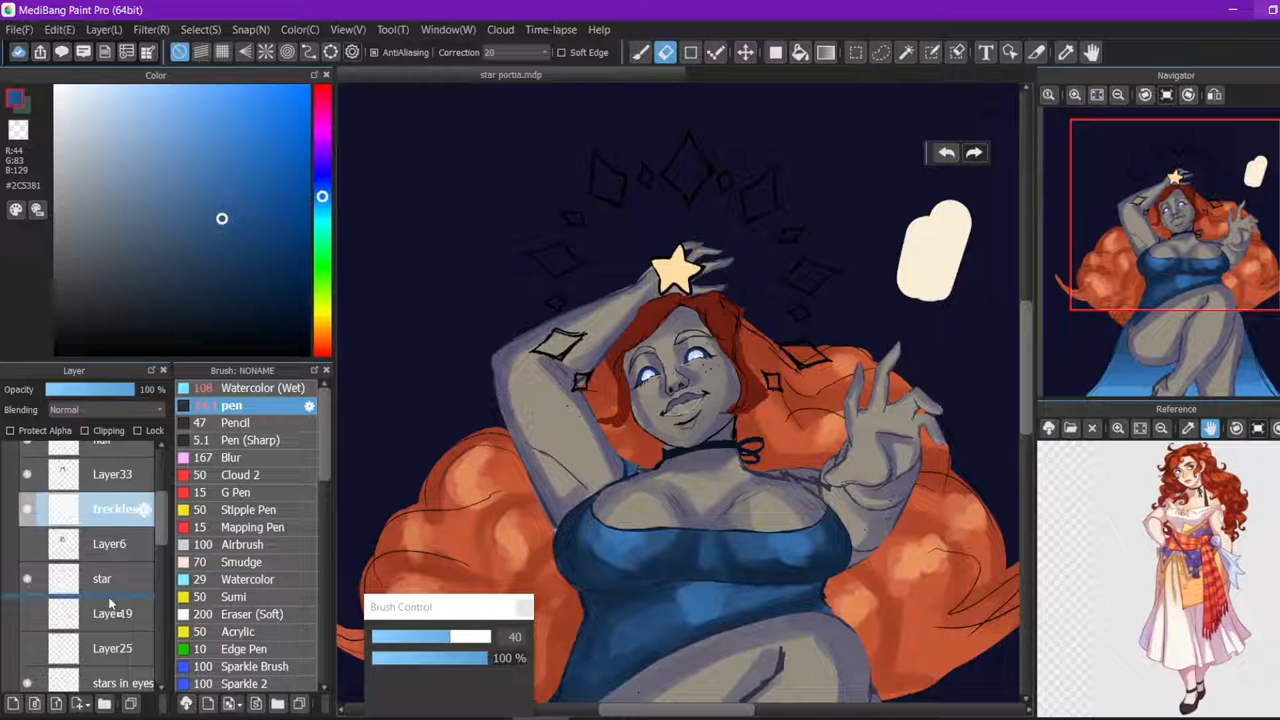 MediBang Paint Pro (64bit)
File(F) Edit(E) Layer(L) Filter(R) Select(S) Snap(N) Color(C) View(V) Tool(T) Window(W) Cloud Time-lapse Help
AntiAliasing Correction 20 Soft Edge
Color
star portia.mdp
Navigator
R:44
G:83
B:129
#2C5381
Layer
Opacity 100 %
Blending Normal
Protect Alpha Clipping Lock
Layer33
freckles
Layer6
star
Layer19
Layer25
stars in eyes
Brush: NONAME
108 Watercolor (Wet)
pen
47 Pencil
5.1 Pen (Sharp)
167 Blur
50 Cloud 2
15 G Pen
50 Stipple Pen
15 Mapping Pen
100 Airbrush
70 Smudge
29 Watercolor
50 Sumi
200 Eraser (Soft)
50 Acrylic
10 Edge Pen
100 Sparkle Brush
100 Sparkle 2
Brush Control
40
100 %
Reference